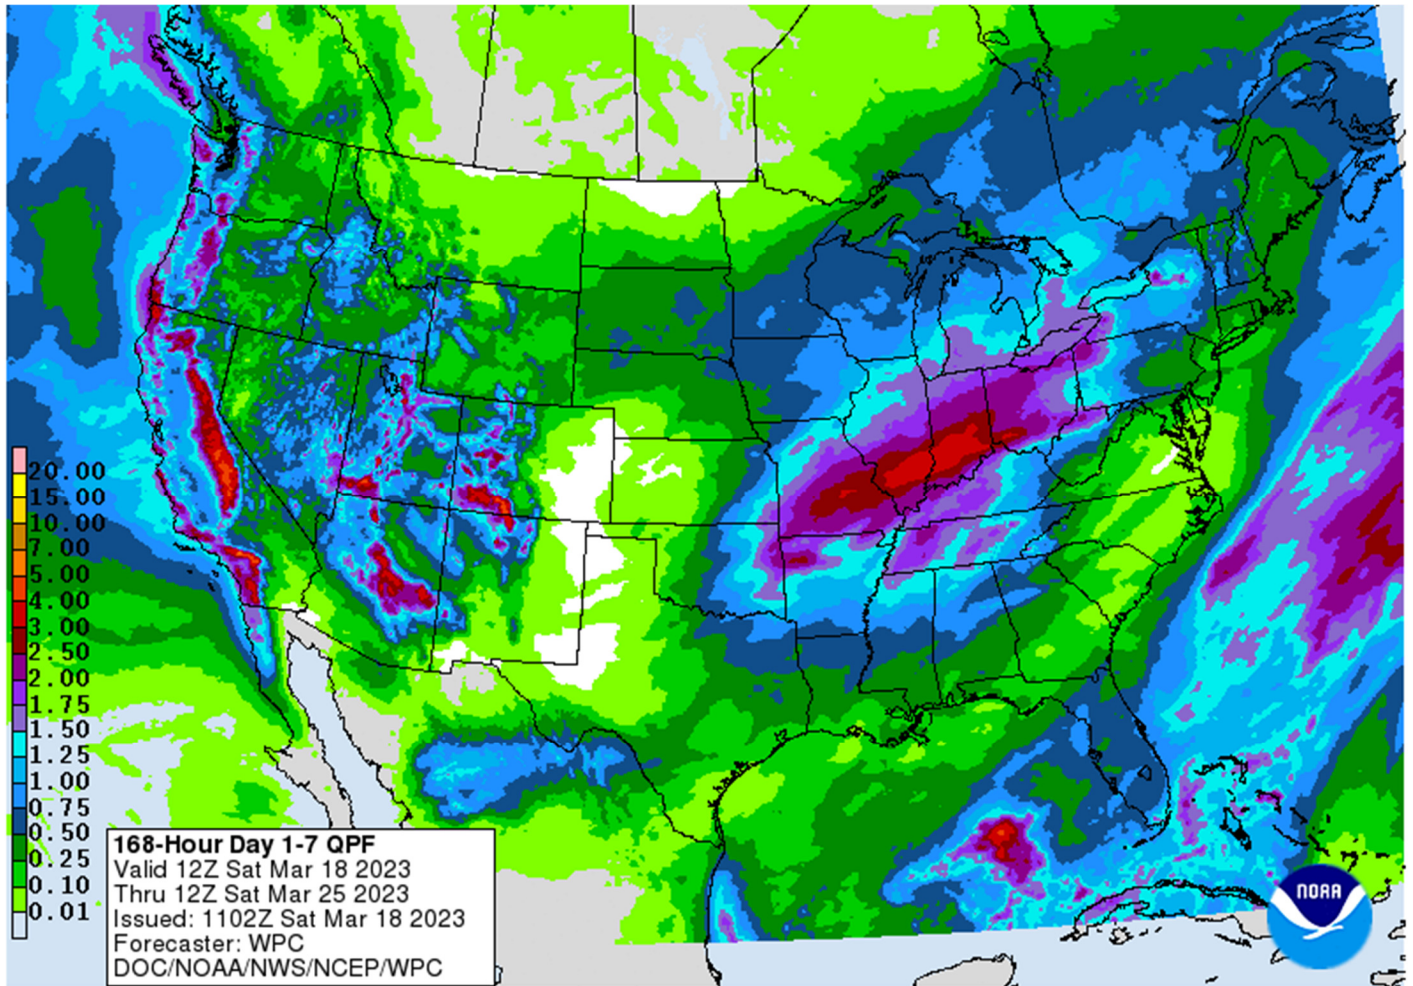 20.00
15.00
10.00
7.00
5.00
4.00
3.00
2.50
2.00
1.75
1.50
1.25
1.00
0.75
0.50
0.25
0.10
0.01
168-Hour Day 1-7 QPF
Valid 12Z Sat Mar 18 2023
Thru 12Z Sat Mar 25 2023
Issued: 1102Z Sat Mar 18 2023
Forecaster: WPC
DOC/NOAA/NWS/NCEP/WPC
NOAA